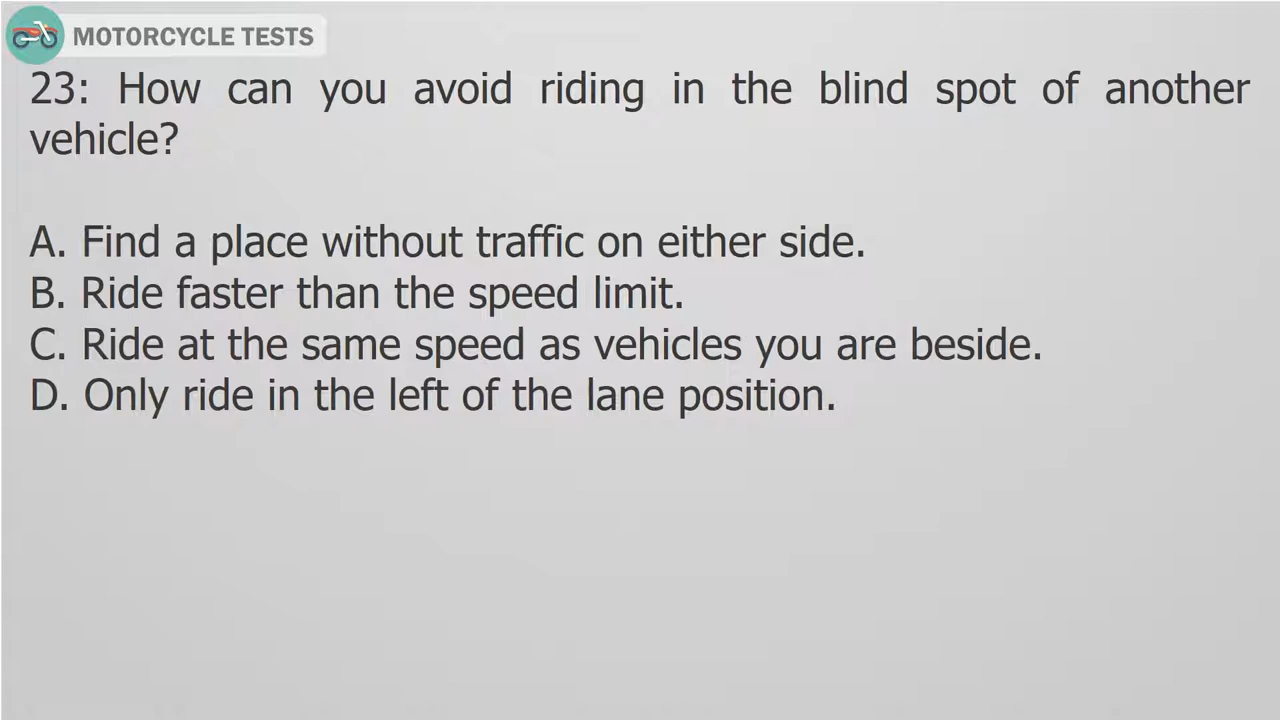 MOTORCYCLE TESTS
23: How can you avoid riding in the blind spot of another
vehicle?
A. Find a place without traffic on either side.
B. Ride faster than the speed limit.
C. Ride at the same speed as vehicles you are beside.
D. Only ride in the left of the lane position.